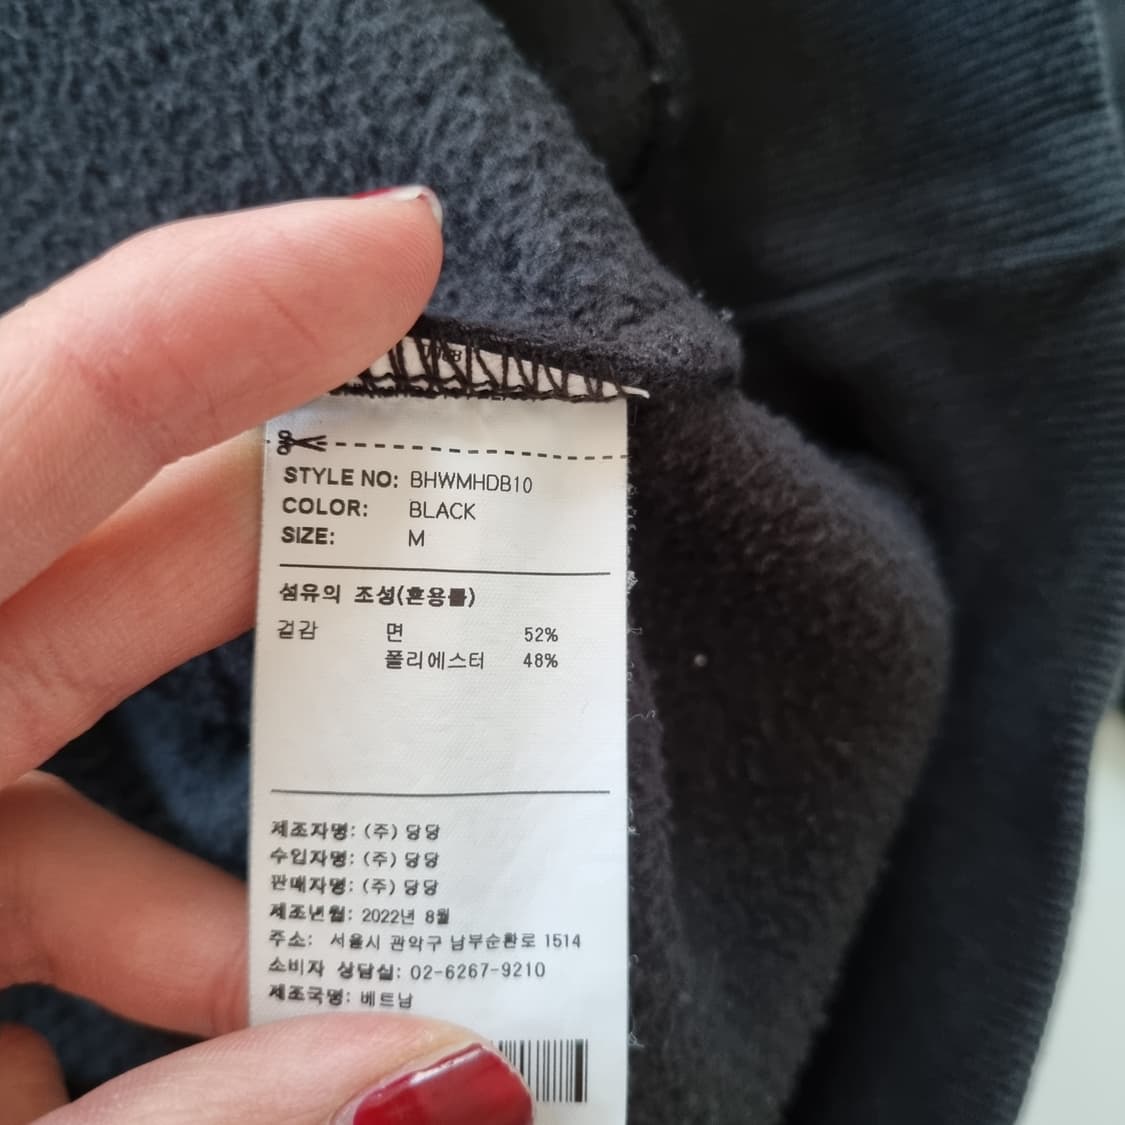 STYLE NO: BHWMHDB10
COLOR: BLACK
SIZE: M
섬유의 조성(혼용률)
겉감 면 52%
폴리에스터 48%
제조자명: (주) 당당
수입자명: (주) 당당
판매자명: (주) 당당
제조년월: 2022년 8월
주소: 서울시 관악구 남부순환로 1514
소비자 상담실: 02-6267-9210
제조국명: 베트남